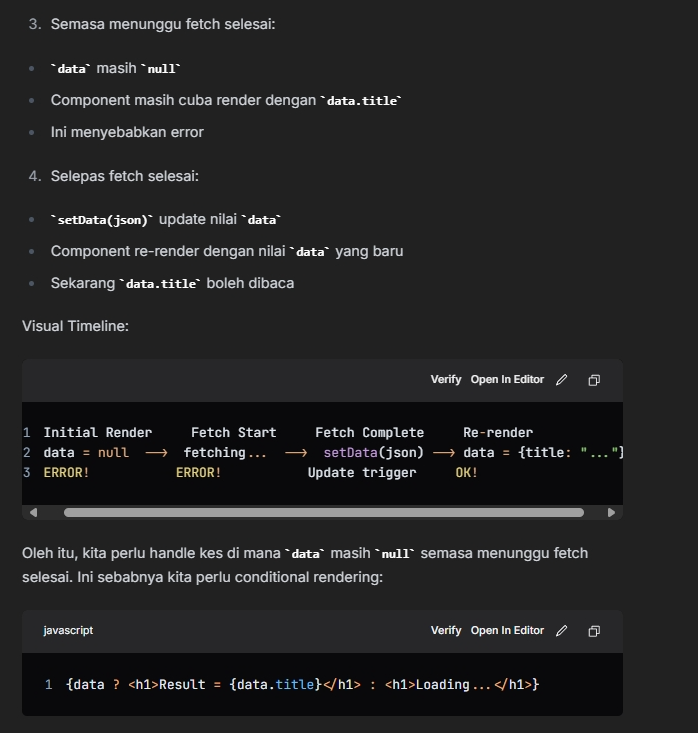 3. Semasa menunggu fetch selesai:
• `data` masih `null`
• Component masih cuba render dengan `data.title`
• Ini menyebabkan error
4. Selepas fetch selesai:
• `setData(json)` update nilai `data`
• Component re-render dengan nilai `data` yang baru
• Sekarang `data.title` boleh dibaca
Visual Timeline:
Verify Open In Editor
1 Initial Render Fetch Start Fetch Complete Re-render
2 data = null ⟶ fetching... ⟶ setData(json) ⟶ data = {title: "..."}
3 ERROR! ERROR! Update trigger OK!
Oleh itu, kita perlu handle kes di mana `data` masih `null` semasa menunggu fetch
selesai. Ini sebabnya kita perlu conditional rendering:
javascript Verify Open In Editor
1 {data ? <h1>Result = {data.title}</h1> : <h1>Loading...</h1>}